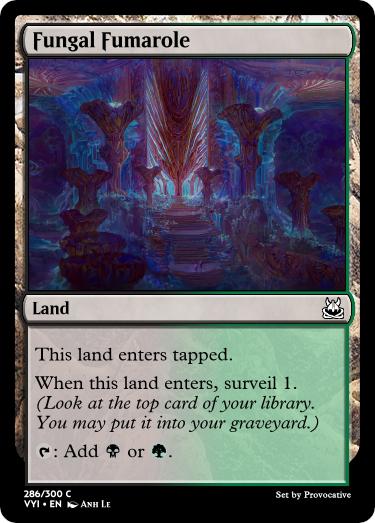 Fungal Fumarole
Land
This land enters tapped.
When this land enters, surveil 1.
(Look at the top card of your library.
You may put it into your graveyard.)
: Add or .
286/300 C
VYI • EN Anh Le
Set by Provocative